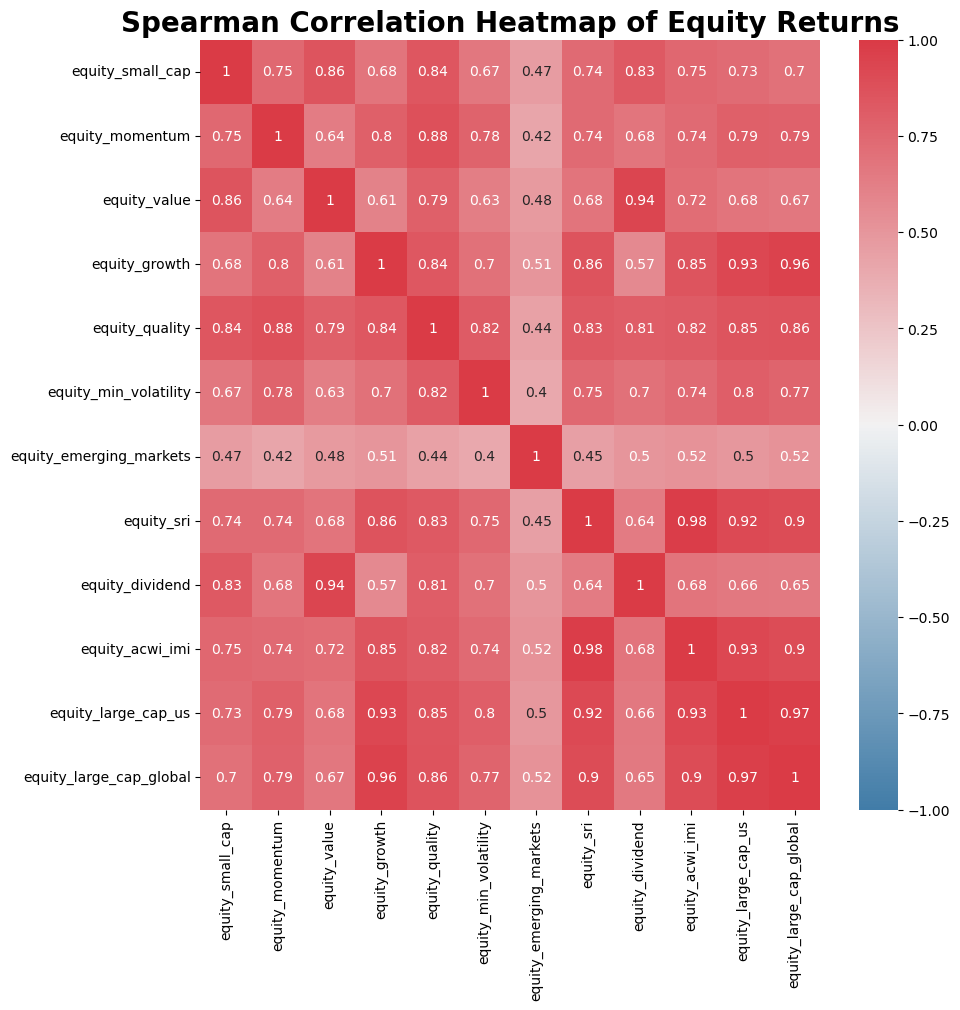 Spearman Correlation Heatmap of Equity Returns
equity_small_cap 1 0.75 0.86 0.68 0.84 0.67 0.47 0.74 0.83 0.75 0.73 0.7
equity_momentum 0.75 1 0.64 0.8 0.88 0.78 0.42 0.74 0.68 0.74 0.79 0.79
equity_value 0.86 0.64 1 0.61 0.79 0.63 0.48 0.68 0.94 0.72 0.68 0.67
equity_growth 0.68 0.8 0.61 1 0.84 0.7 0.51 0.86 0.57 0.85 0.93 0.96
equity_quality 0.84 0.88 0.79 0.84 1 0.82 0.44 0.83 0.81 0.82 0.85 0.86
equity_min_volatility 0.67 0.78 0.63 0.7 0.82 1 0.4 0.75 0.7 0.74 0.8 0.77
equity_emerging_markets 0.47 0.42 0.48 0.51 0.44 0.4 1 0.45 0.5 0.52 0.5 0.52
equity_sri 0.74 0.74 0.68 0.86 0.83 0.75 0.45 1 0.64 0.98 0.92 0.9
equity_dividend 0.83 0.68 0.94 0.57 0.81 0.7 0.5 0.64 1 0.68 0.66 0.65
equity_acwi_imi 0.75 0.74 0.72 0.85 0.82 0.74 0.52 0.98 0.68 1 0.93 0.9
equity_large_cap_us 0.73 0.79 0.68 0.93 0.85 0.8 0.5 0.92 0.66 0.93 1 0.97
equity_large_cap_global 0.7 0.79 0.67 0.96 0.86 0.77 0.52 0.9 0.65 0.9 0.97 1
equity_small_cap
equity_momentum
equity_value
equity_growth
equity_quality
equity_min_volatility
equity_emerging_markets
equity_sri
equity_dividend
equity_acwi_imi
equity_large_cap_us
equity_large_cap_global
1.00
0.75
0.50
0.25
0.00
−0.25
−0.50
−0.75
−1.00